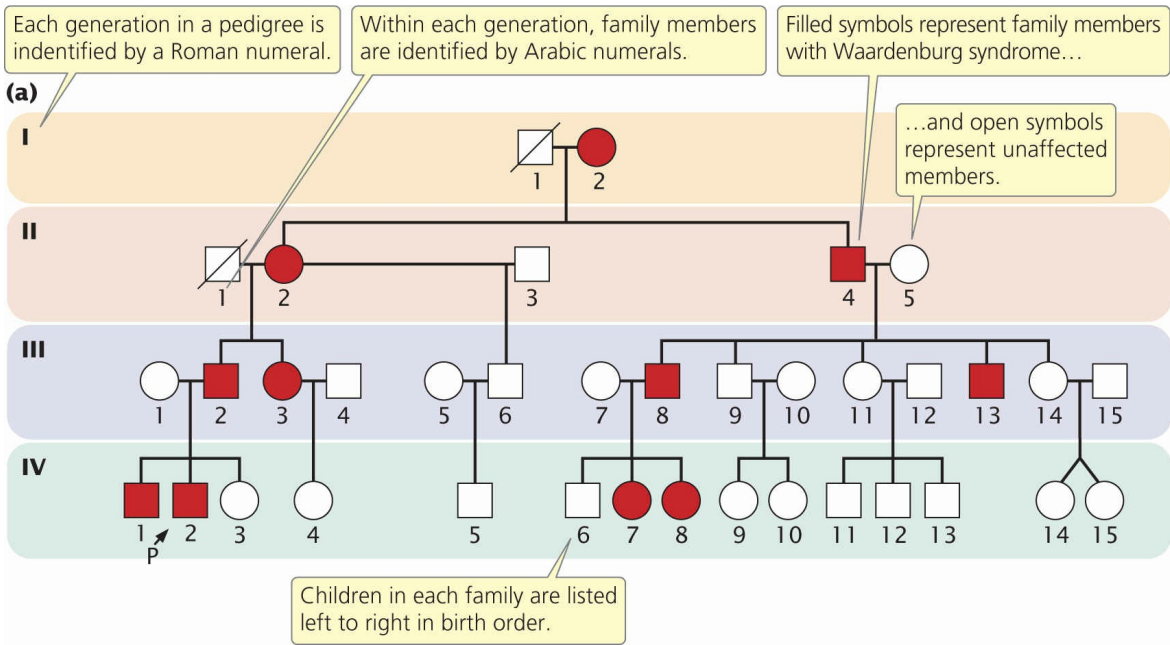 Each generation in a pedigree is
indentified by a Roman numeral.
Within each generation, family members
are identified by Arabic numerals.
Filled symbols represent family members
with Waardenburg syndrome…
(a)
I
…and open symbols
represent unaffected
members.
1 2
II
1 2 3 4 5
III
1 2 3 4 5 6 7 8 9 10 11 12 13 14 15
IV
1 2 3 4 5 6 7 8 9 10 11 12 13 14 15
P
Children in each family are listed
left to right in birth order.